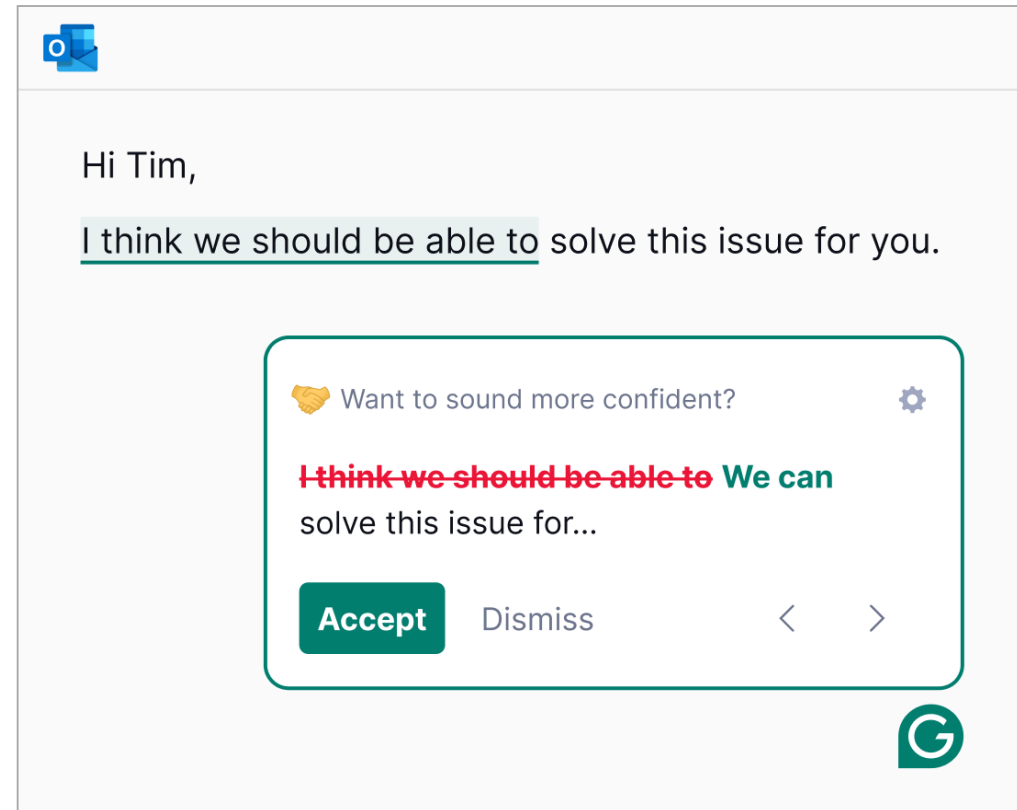 O
Hi Tim,
I think we should be able to solve this issue for you.
Want to sound more confident?
I think we should be able to We can
solve this issue for...
Accept Dismiss
G